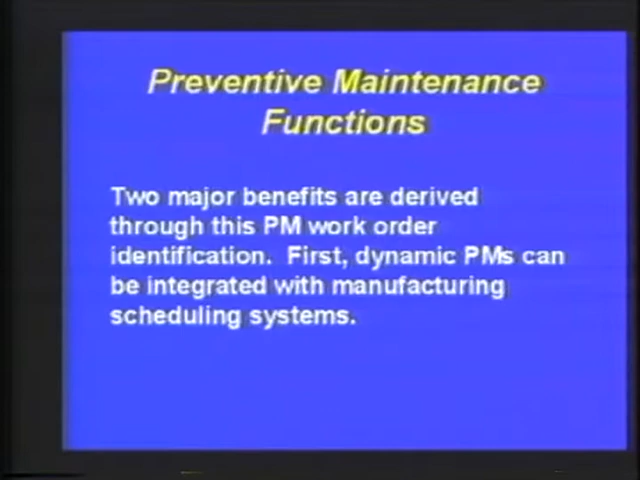 Preventive Maintenance
Functions
Two major benefits are derived
through this PM work order
identification.  First, dynamic PMs can
be integrated with manufacturing
scheduling systems.